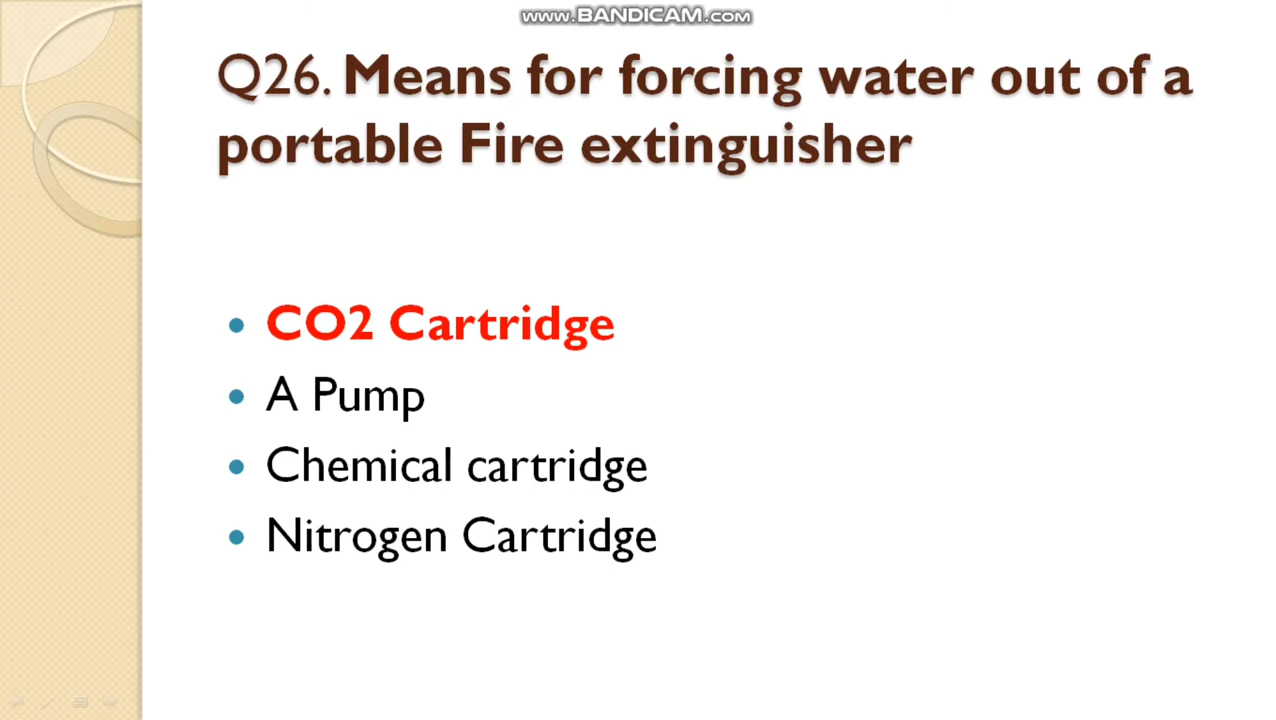 www.BANDICAM.com
Q26. Means for forcing water out of a
portable Fire extinguisher
• CO2 Cartridge
• A Pump
• Chemical cartridge
• Nitrogen Cartridge